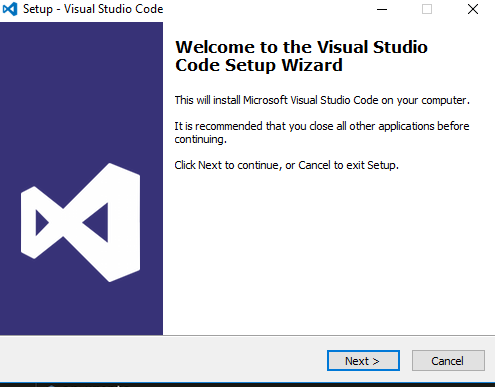 Setup - Visual Studio Code
Welcome to the Visual Studio
Code Setup Wizard
This will install Microsoft Visual Studio Code on your computer.
It is recommended that you close all other applications before
continuing.
Click Next to continue, or Cancel to exit Setup.
Next >
Cancel